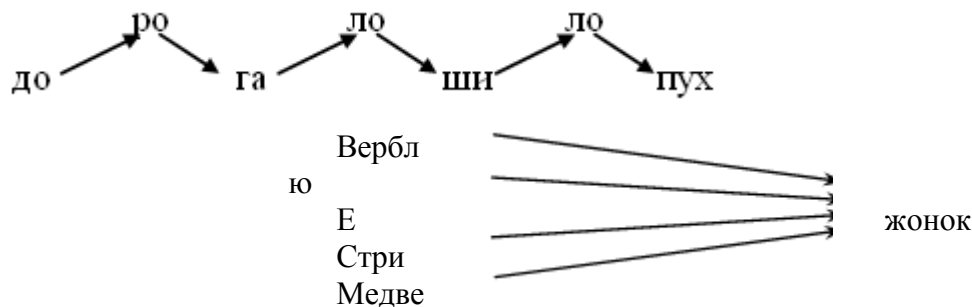 ро ло ло
до га ши пух
Вербл
ю
Е
Стри
Медве
жонок